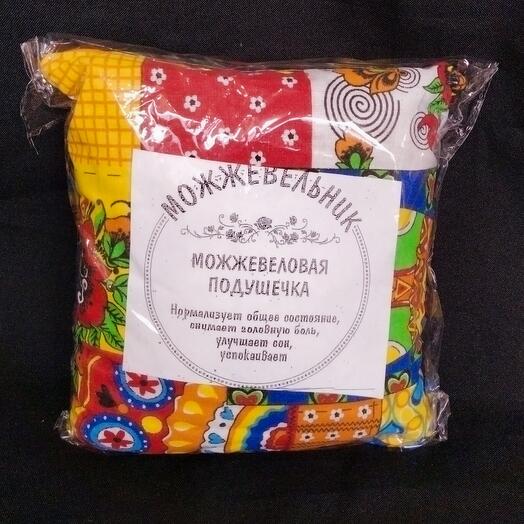 МОЖЖЕВЕЛЬНИК
МОЖЖЕВЕЛОВАЯ
ПОДУШЕЧКА
Нормализует общее состояние,
снимает головную боль,
улучшает сон,
успокаивает